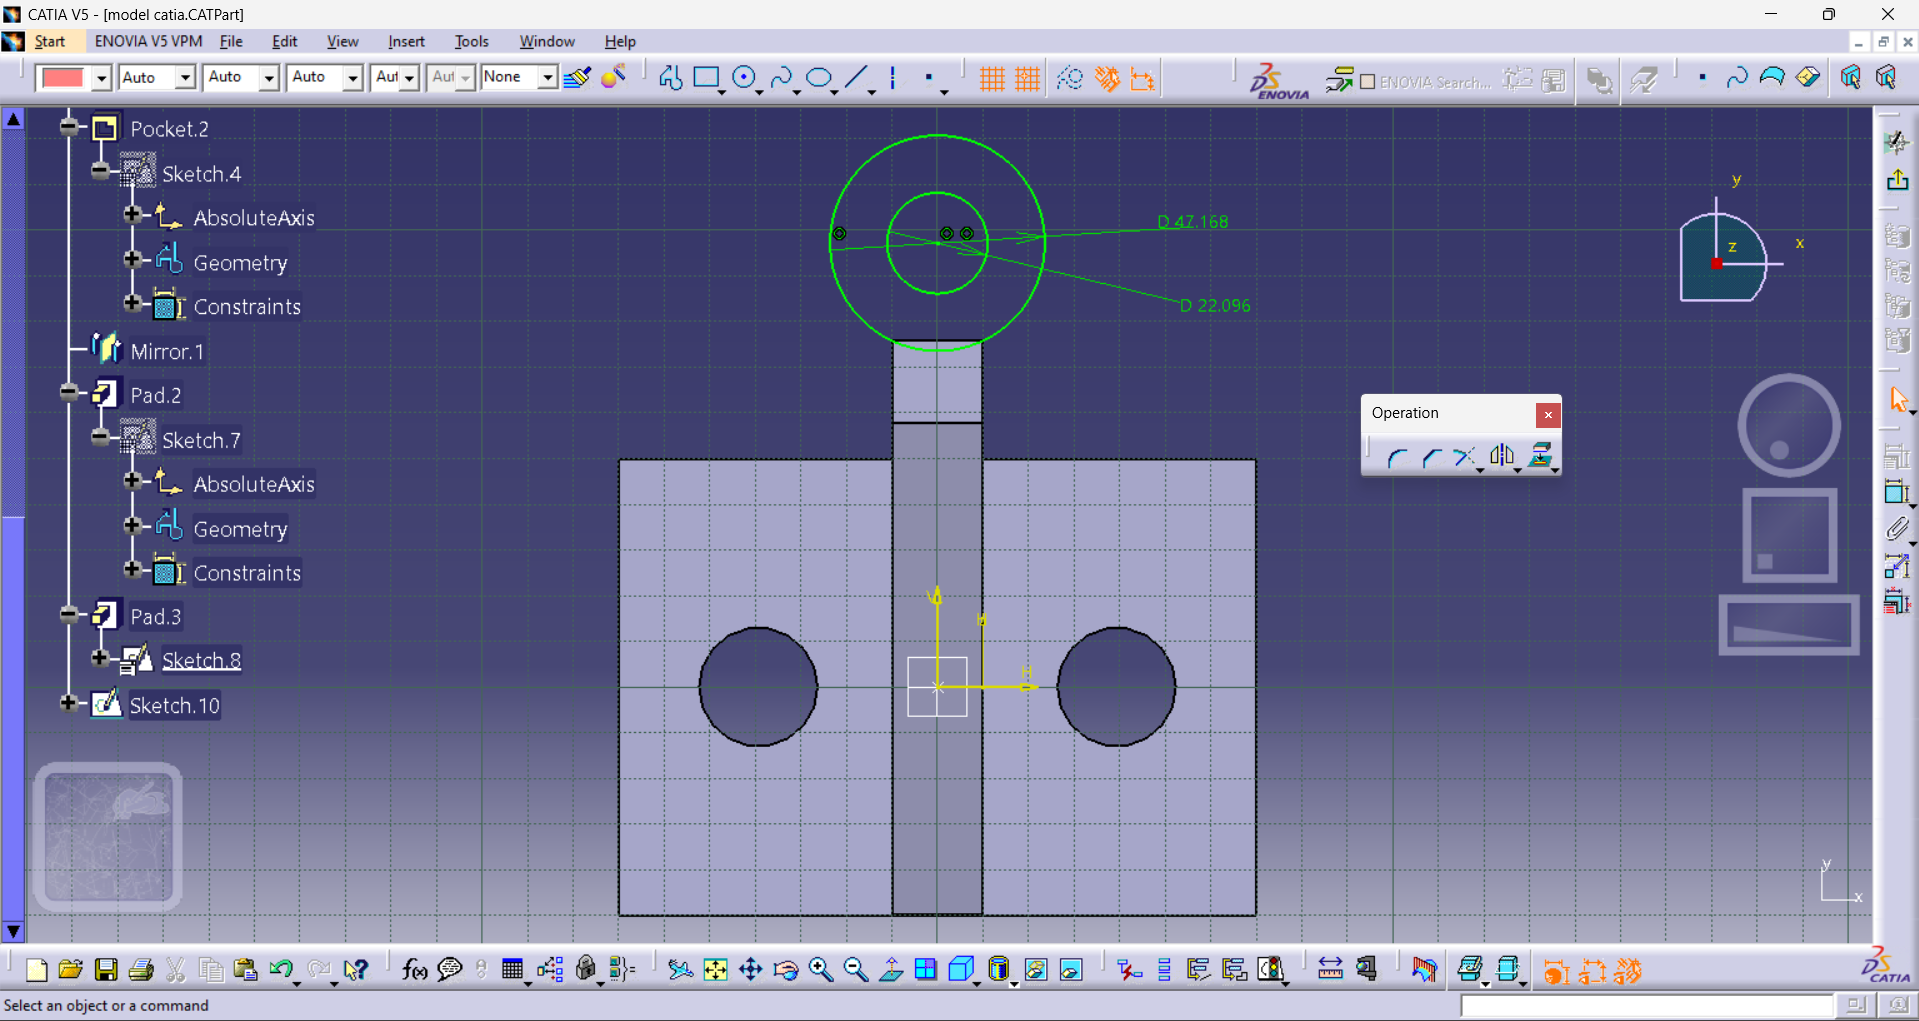 CATIA V5 - [model catia.CATPart]
Start ENOVIA V5 VPM File Edit View Insert Tools Window Help
Auto Auto Auto Aut Aut None ENOVIA ENOVIA Search...
Pocket.2
Sketch.4
AbsoluteAxis
Geometry
Constraints
Mirror.1
Pad.2
Sketch.7
AbsoluteAxis
Geometry
Constraints
Pad.3
Sketch.8
Sketch.10
D 47.168
D 22.096
y
z x
Operation
V
H
y
x
f(x)
CATIA
Select an object or a command